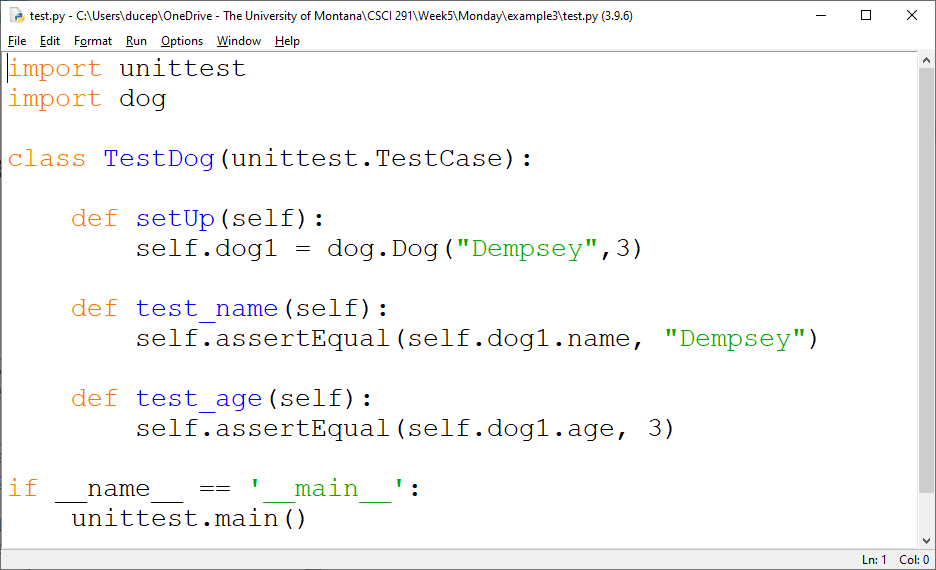 test.py - C:\Users\ducep\OneDrive - The University of Montana\CSCI 291\Week5\Monday\example3\test.py (3.9.6)
File Edit Format Run Options Window Help
import unittest
import dog

class TestDog(unittest.TestCase):

    def setUp(self):
        self.dog1 = dog.Dog("Dempsey",3)

    def test_name(self):
        self.assertEqual(self.dog1.name, "Dempsey")

    def test_age(self):
        self.assertEqual(self.dog1.age, 3)

if __name__ == '__main__':
    unittest.main()
Ln: 1 Col: 0